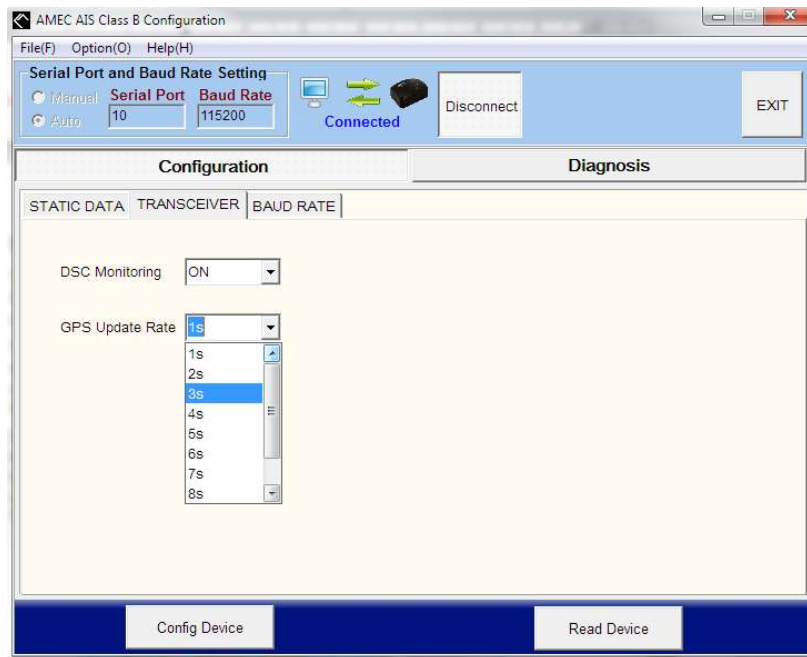 AMEC AIS Class B Configuration
File(F) Option(O) Help(H)
Serial Port and Baud Rate Setting
Manual Serial Port Baud Rate
Auto 10 115200
Connected
Disconnect
EXIT
Configuration Diagnosis
STATIC DATA TRANSCEIVER BAUD RATE
DSC Monitoring ON
GPS Update Rate 1s
1s
2s
3s
4s
5s
6s
7s
8s
Config Device Read Device